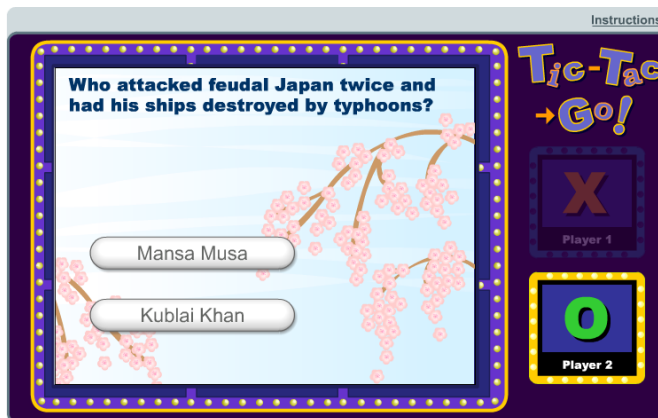 Instructions
Who attacked feudal Japan twice and
had his ships destroyed by typhoons?
Mansa Musa
Kublai Khan
Tic-Tac
Go!
X
Player 1
O
Player 2